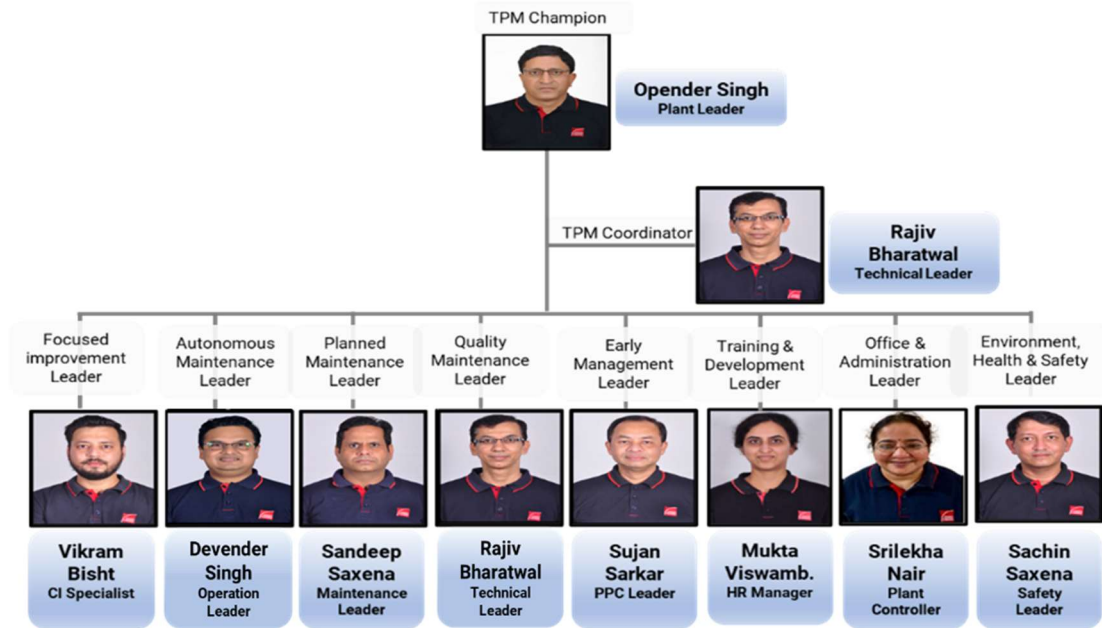 TPM Champion
Opender Singh
Plant Leader
TPM Coordinator
Rajiv
Bharatwal
Technical Leader
Focused
improvement
Leader
Autonomous
Maintenance
Leader
Planned
Maintenance
Leader
Quality
Maintenance
Leader
Early
Management
Leader
Training &
Development
Leader
Office &
Administration
Leader
Environment,
Health & Safety
Leader
Vikram
Bisht
CI Specialist
Devender
Singh
Operation
Leader
Sandeep
Saxena
Maintenance
Leader
Rajiv
Bharatwal
Technical
Leader
Sujan
Sarkar
PPC Leader
Mukta
Viswamb.
HR Manager
Srilekha
Nair
Plant
Controller
Sachin
Saxena
Safety
Leader